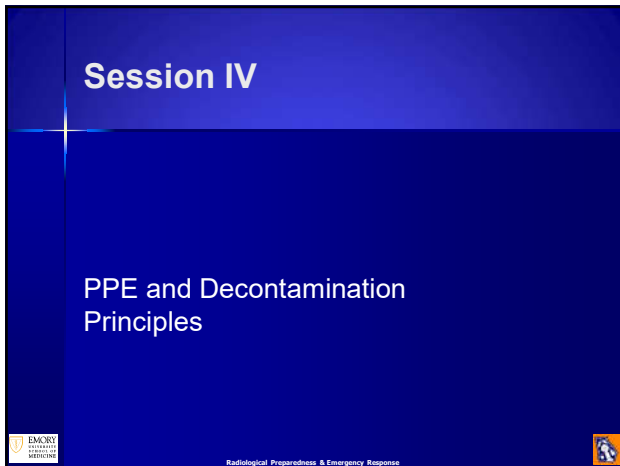 Session IV
PPE and Decontamination
Principles
EMORY
UNIVERSITY
SCHOOL OF
MEDICINE
Radiological Preparedness & Emergency Response